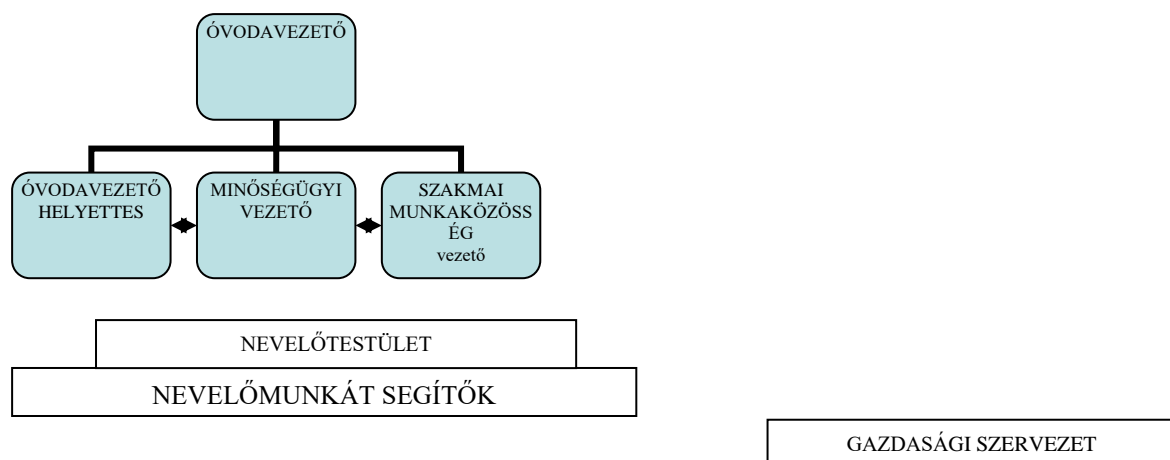 ÓVODAVEZETŐ
ÓVODAVEZETŐ
HELYETTES
MINŐSÉGÜGYI
VEZETŐ
SZAKMAI
MUNKAKÖZÖSS
ÉG
vezető
NEVELŐTESTÜLET
NEVELŐMUNKÁT SEGÍTŐK
GAZDASÁGI SZERVEZET